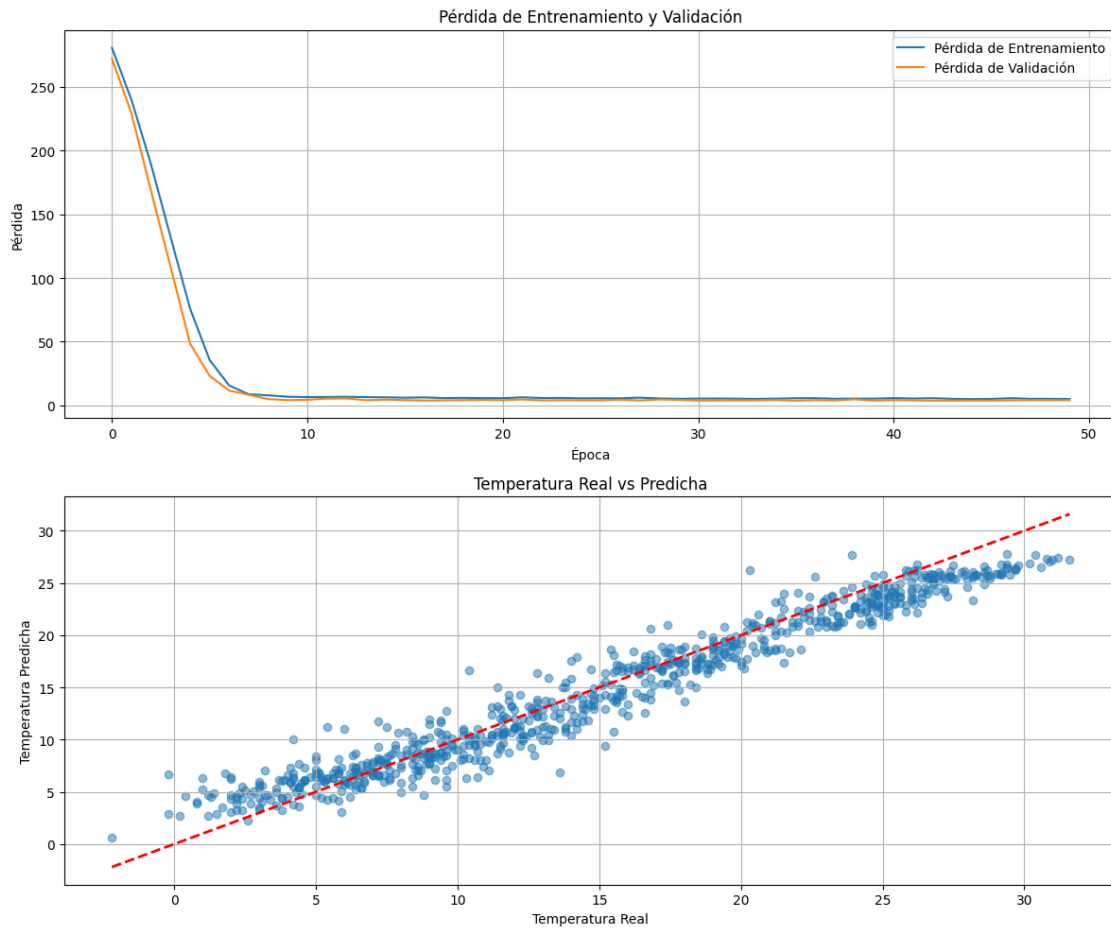 Pérdida de Entrenamiento y Validación
Pérdida de Entrenamiento
Pérdida de Validación
250
200
150
100
50
0
Pérdida
0 10 20 30 40 50
Época
Temperatura Real vs Predicha
30
25
20
15
10
5
0
Temperatura Predicha
0 5 10 15 20 25 30
Temperatura Real